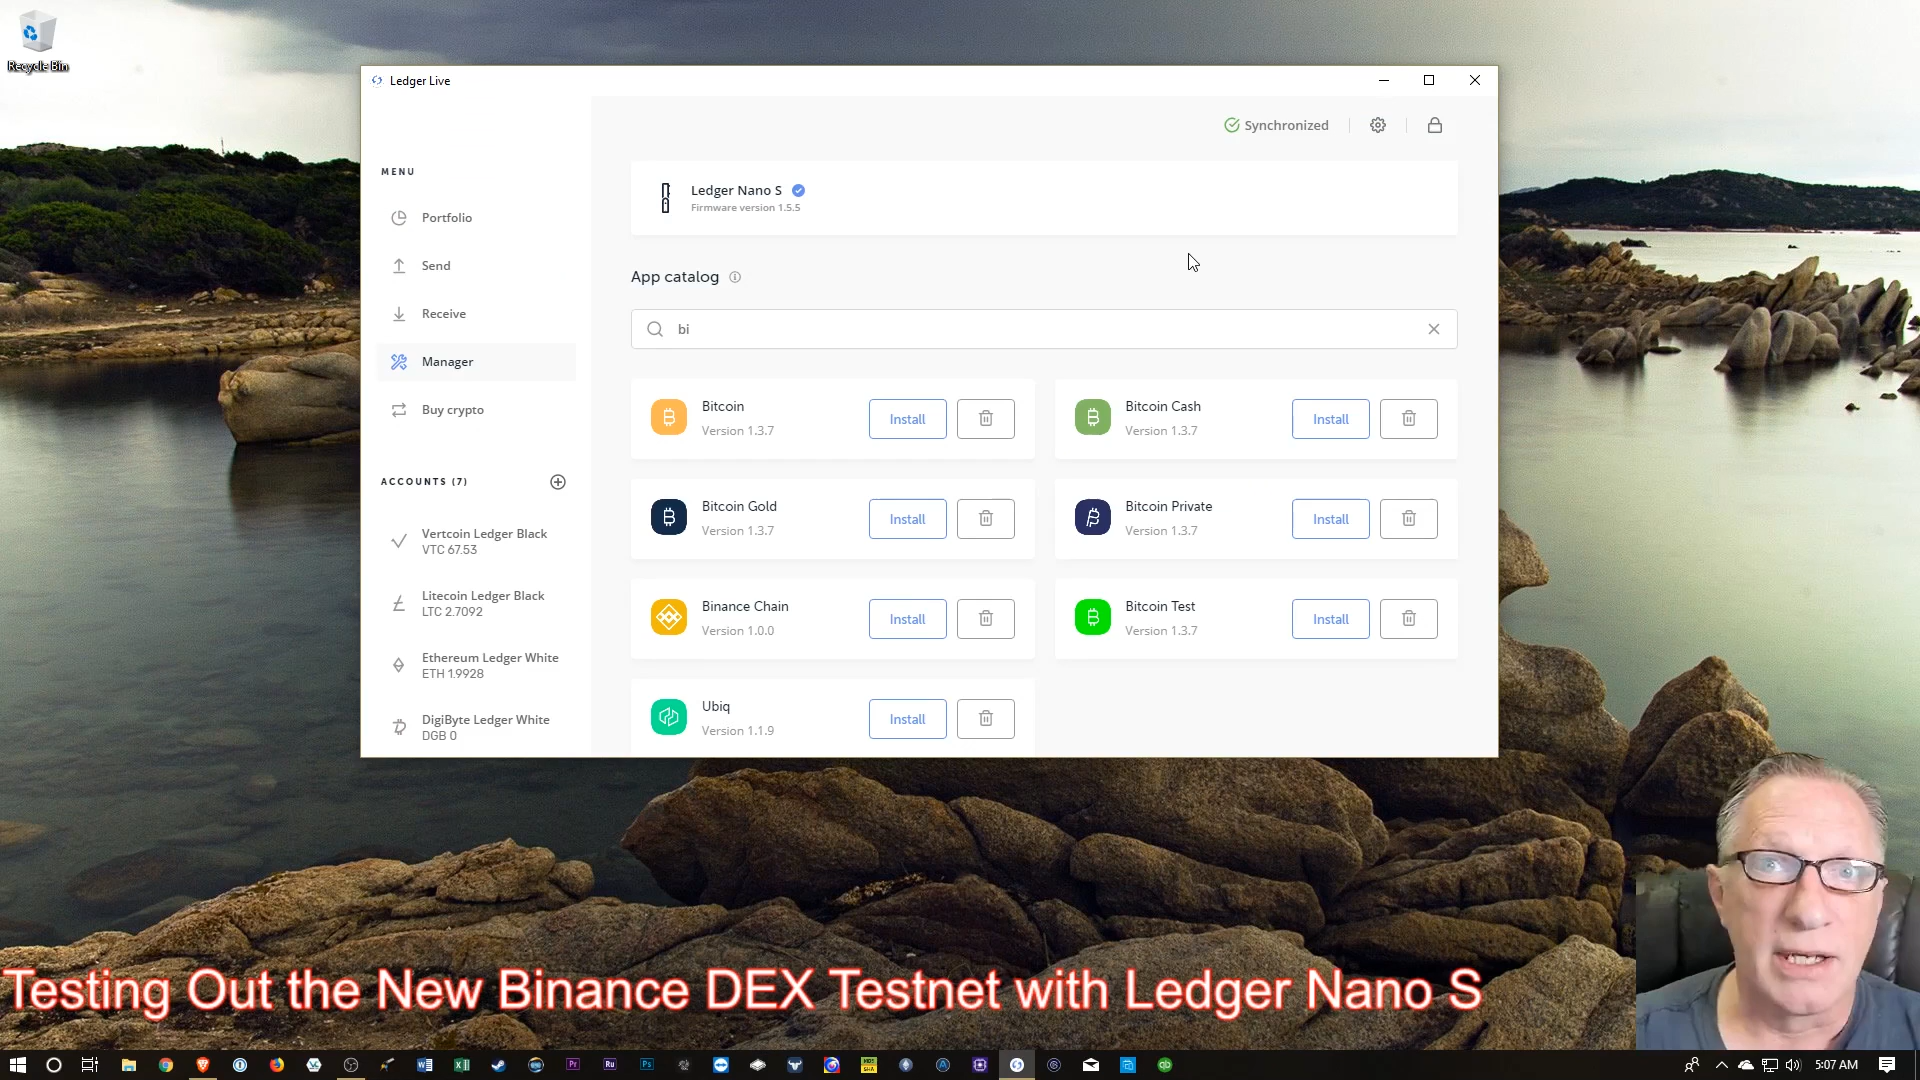 Recycle Bin
Ledger Live
Synchronized
MENU
Portfolio
Send
Receive
Manager
Buy crypto
ACCOUNTS (7)
Vertcoin Ledger Black
VTC 67.53
Litecoin Ledger Black
LTC 2.7092
Ethereum Ledger White
ETH 1.9928
DigiByte Ledger White
DGB 0
Ledger Nano S
Firmware version 1.5.5
App catalog
bi
Bitcoin
Version 1.3.7
Install
Bitcoin Cash
Version 1.3.7
Install
Bitcoin Gold
Version 1.3.7
Install
Bitcoin Private
Version 1.3.7
Install
Binance Chain
Version 1.0.0
Install
Bitcoin Test
Version 1.3.7
Install
Ubiq
Version 1.1.9
Install
Testing Out the New Binance DEX Testnet with Ledger Nano S
Pr
Ru
Ps
5:07 AM